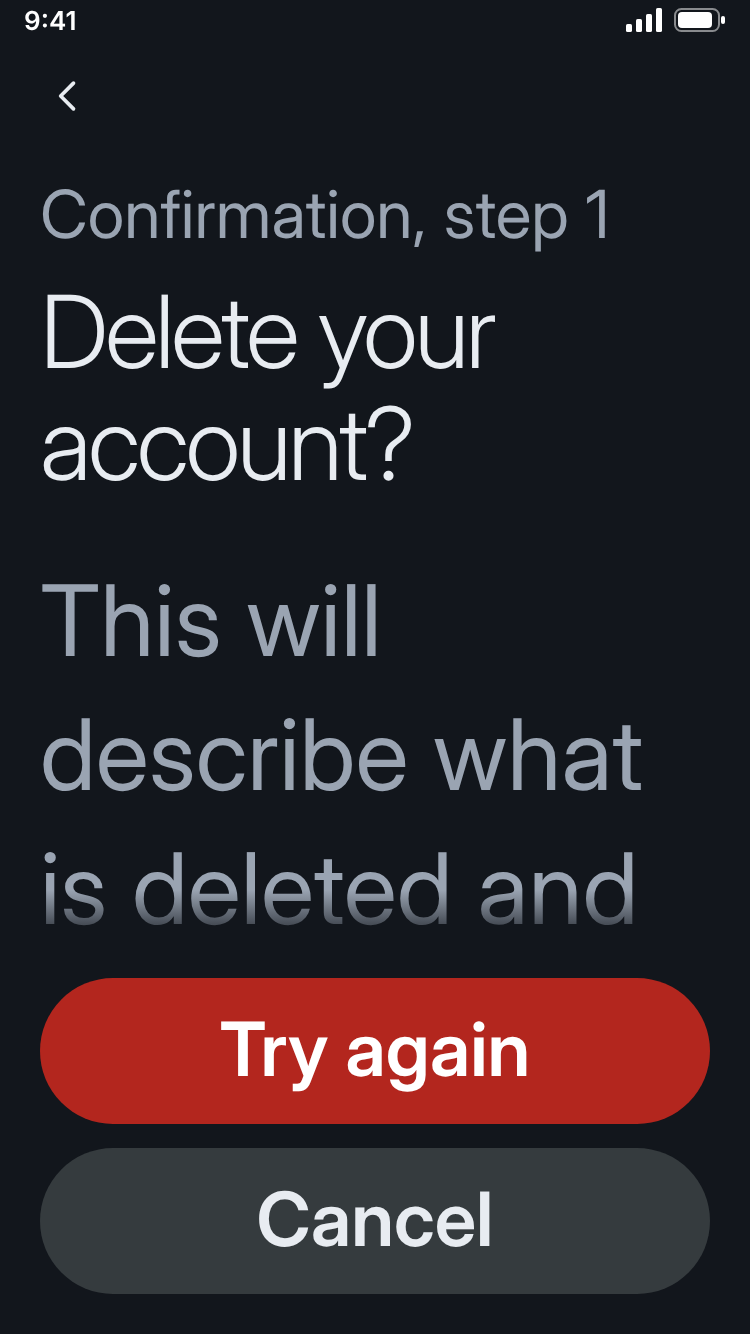 9:41
Confirmation, step 1
Delete your
account?
This will
describe what
is deleted and
Try again
Cancel